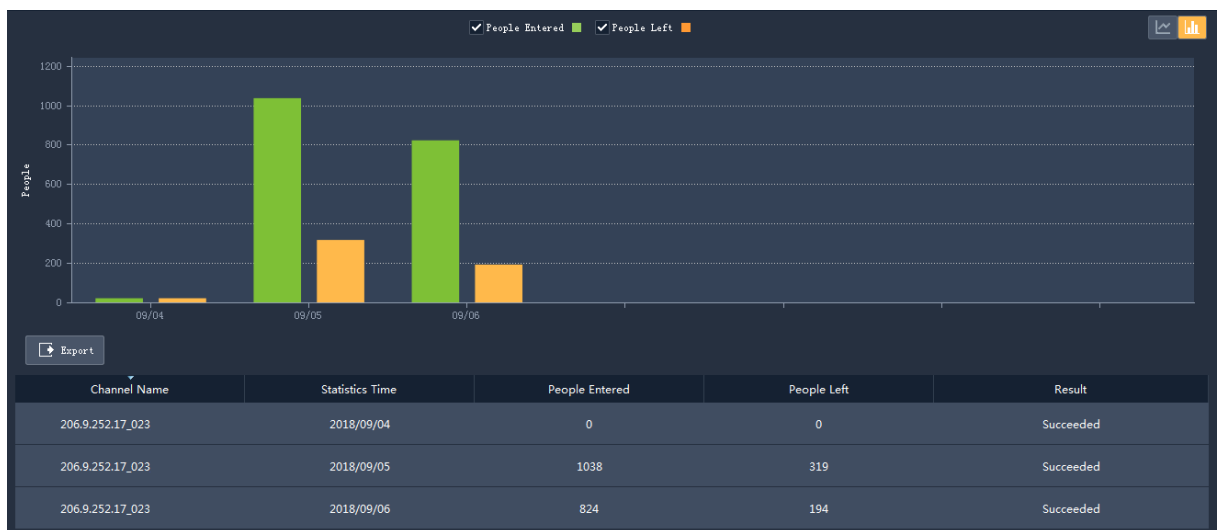 People Entered People Left
1200
1000
800
600
400
200
0
People
09/04 09/05 09/06
Export
Channel Name Statistics Time People Entered People Left Result
206.9.252.17_023 2018/09/04 0 0 Succeeded
206.9.252.17_023 2018/09/05 1038 319 Succeeded
206.9.252.17_023 2018/09/06 824 194 Succeeded